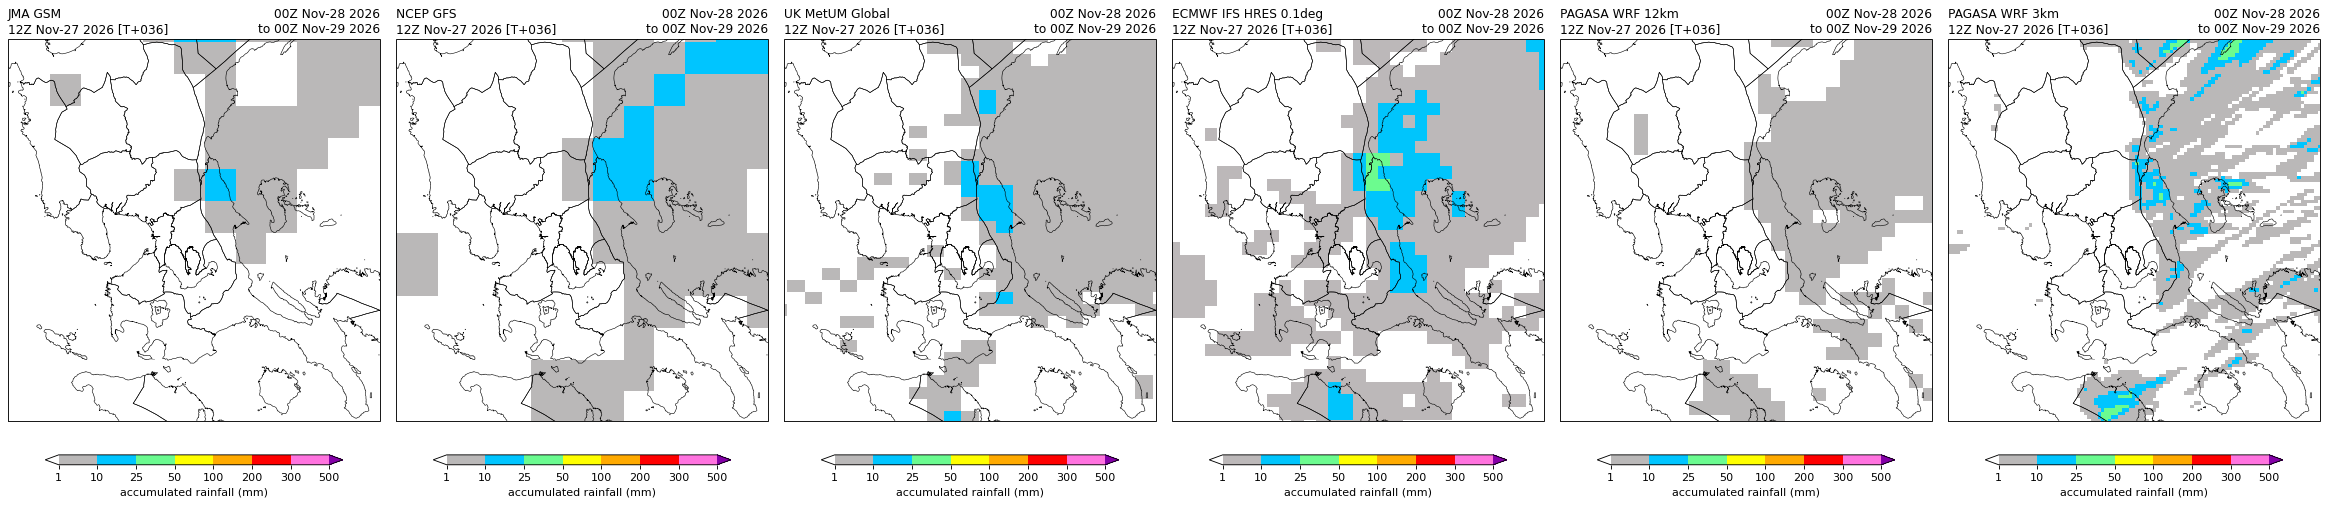 JMA GSM
00Z Nov-28 2026
12Z Nov-27 2026 [T+036]
to 00Z Nov-29 2026
NCEP GFS
00Z Nov-28 2026
12Z Nov-27 2026 [T+036]
to 00Z Nov-29 2026
UK MetUM Global
00Z Nov-28 2026
12Z Nov-27 2026 [T+036]
to 00Z Nov-29 2026
ECMWF IFS HRES 0.1deg
00Z Nov-28 2026
12Z Nov-27 2026 [T+036]
to 00Z Nov-29 2026
PAGASA WRF 12km
00Z Nov-28 2026
12Z Nov-27 2026 [T+036]
to 00Z Nov-29 2026
PAGASA WRF 3km
00Z Nov-28 2026
12Z Nov-27 2026 [T+036]
to 00Z Nov-29 2026
1 10 25 50 100 200 300 500
accumulated rainfall (mm)
1 10 25 50 100 200 300 500
accumulated rainfall (mm)
1 10 25 50 100 200 300 500
accumulated rainfall (mm)
1 10 25 50 100 200 300 500
accumulated rainfall (mm)
1 10 25 50 100 200 300 500
accumulated rainfall (mm)
1 10 25 50 100 200 300 500
accumulated rainfall (mm)